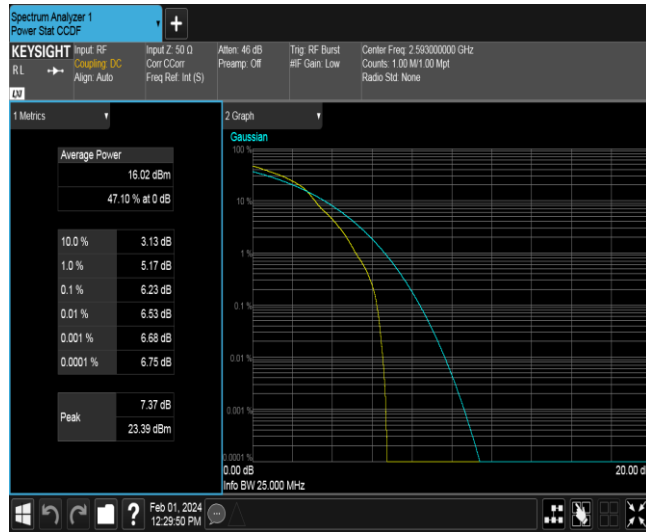 Spectrum Analyzer 1
Power Stat CCDF
+
KEYSIGHT
RL
LXI
Input: RF
Coupling: DC
Align: Auto
Input Z: 50 Ω
Corr CCorr
Freq Ref: Int (S)
Atten: 46 dB
Preamp: Off
Trig: RF Burst
#IF Gain: Low
Center Freq: 2.593000000 GHz
Counts: 1.00 M/1.00 Mpt
Radio Std: None
1 Metrics
Average Power
16.02 dBm
47.10 % at 0 dB
10.0 % 3.13 dB
1.0 % 5.17 dB
0.1 % 6.23 dB
0.01 % 6.53 dB
0.001 % 6.68 dB
0.0001 % 6.75 dB
Peak
7.37 dB
23.39 dBm
2 Graph
Gaussian
100 %
10 %
1 %
0.1 %
0.01 %
0.001 %
0.0001 %
0.00 dB
20.00 d
Info BW 25.000 MHz
?
Feb 01, 2024
12:29:50 PM